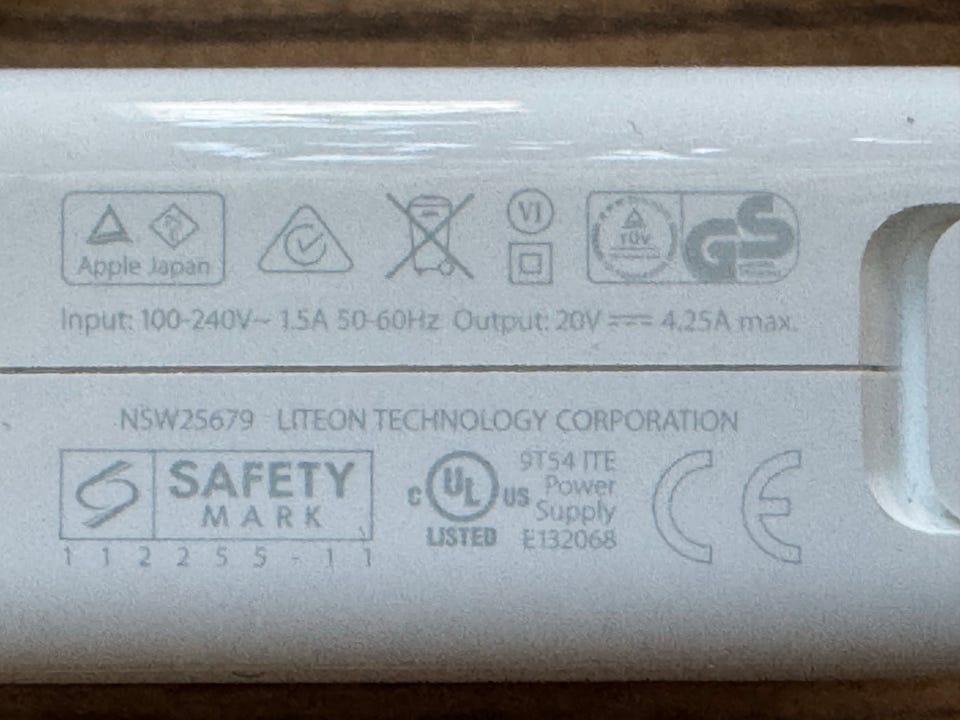 Apple Japan
VI
TÜV
GS
Input: 100-240V~ 1.5A 50-60Hz Output: 20V⎓ 4.25A max.
NSW25679 LITEON TECHNOLOGY CORPORATION
SAFETY
MARK
112255-11
C UL US
LISTED
9T54 ITE
Power
Supply
E132068
CE